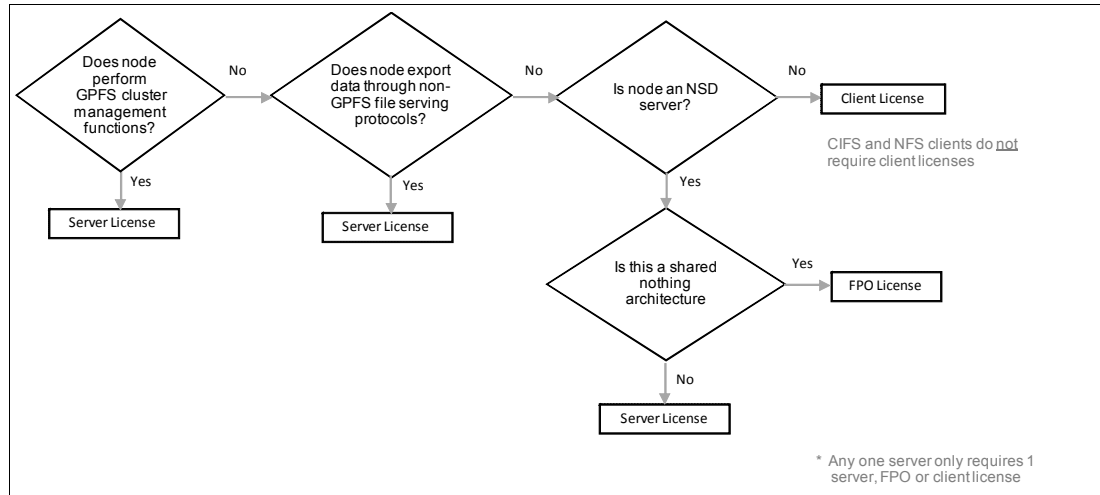 Does node
perform
GPFS cluster
management
functions?
No
Does node export
data through non-
GPFS file serving
protocols?
No
Is node an NSD
server?
No
Client License
CIFS and NFS clients do not
require client licenses
Yes
Server License
Yes
Server License
Yes
Is this a shared
nothing
architecture
Yes
FPO License
No
Server License
* Any one server only requires 1
server, FPO or client license